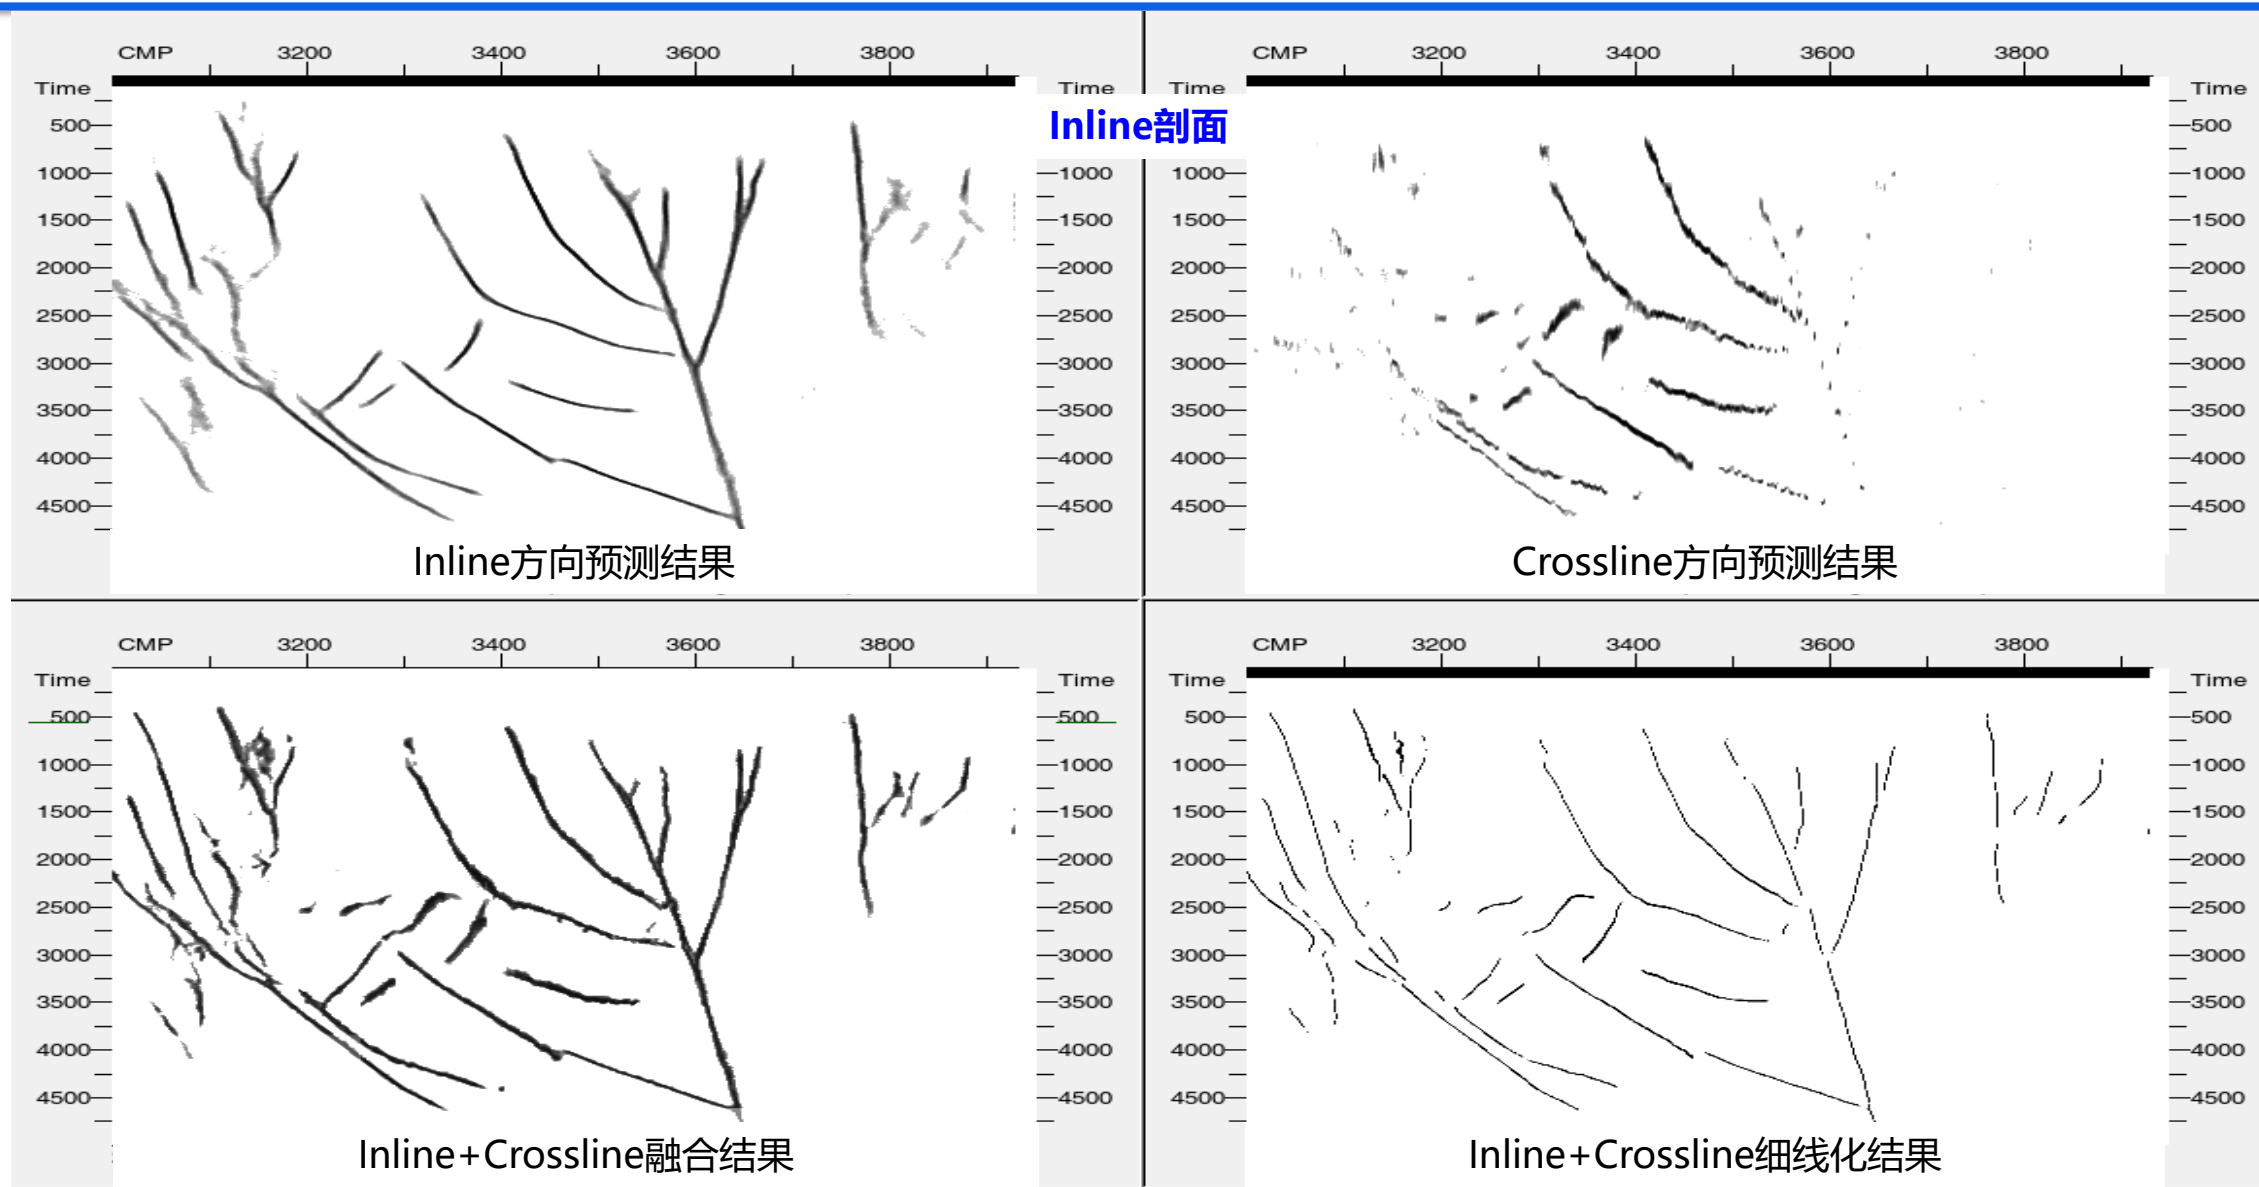 CMP 3200 3400 3600 3800
CMP 3200 3400 3600 3800
Time Time Time Time
Inline剖面
500 500 500
1000 1000 1000 1000
1500 1500 1500 1500
2000 2000 2000 2000
2500 2500 2500 2500
3000 3000 3000 3000
3500 3500 3500 3500
4000 4000 4000 4000
4500 4500 4500 4500
Inline方向预测结果
Crossline方向预测结果
CMP 3200 3400 3600 3800
CMP 3200 3400 3600 3800
Time Time Time Time
500 500 500 500
1000 1000 1000 1000
1500 1500 1500 1500
2000 2000 2000 2000
2500 2500 2500 2500
3000 3000 3000 3000
3500 3500 3500 3500
4000 4000 4000 4000
4500 4500 4500 4500
Inline+Crossline融合结果
Inline+Crossline细线化结果